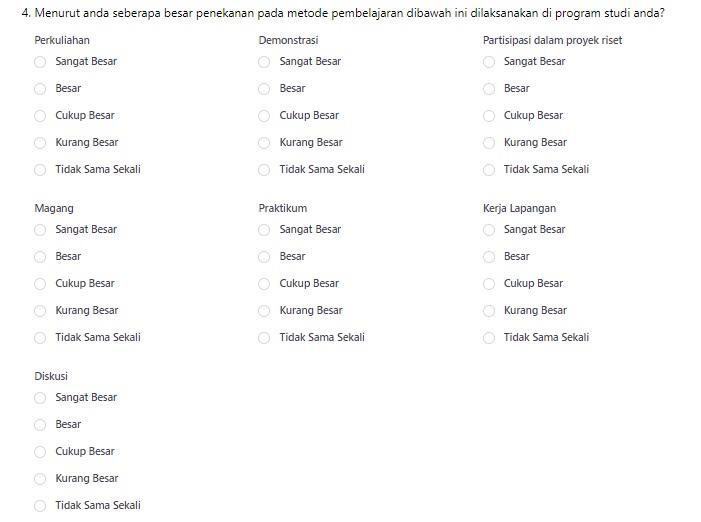 4. Menurut anda seberapa besar penekanan pada metode pembelajaran dibawah ini dilaksanakan di program studi anda?
Perkuliahan
Sangat Besar
Besar
Cukup Besar
Kurang Besar
Tidak Sama Sekali
Demonstrasi
Sangat Besar
Besar
Cukup Besar
Kurang Besar
Tidak Sama Sekali
Partisipasi dalam proyek riset
Sangat Besar
Besar
Cukup Besar
Kurang Besar
Tidak Sama Sekali
Magang
Sangat Besar
Besar
Cukup Besar
Kurang Besar
Tidak Sama Sekali
Praktikum
Sangat Besar
Besar
Cukup Besar
Kurang Besar
Tidak Sama Sekali
Kerja Lapangan
Sangat Besar
Besar
Cukup Besar
Kurang Besar
Tidak Sama Sekali
Diskusi
Sangat Besar
Besar
Cukup Besar
Kurang Besar
Tidak Sama Sekali